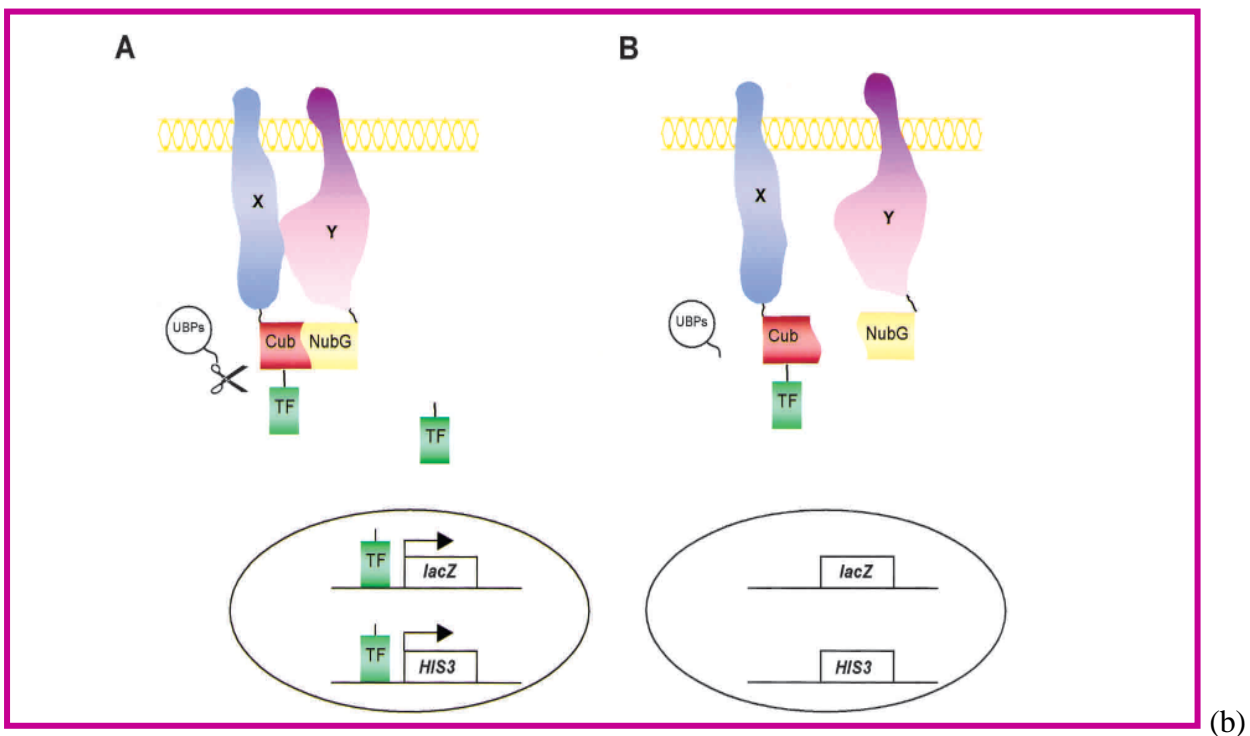 A
B
X
Y
X
Y
UBPs
Cub
NubG
TF
TF
UBPs
Cub
NubG
TF
TF
lacZ
TF
HIS3
lacZ
HIS3
(b)